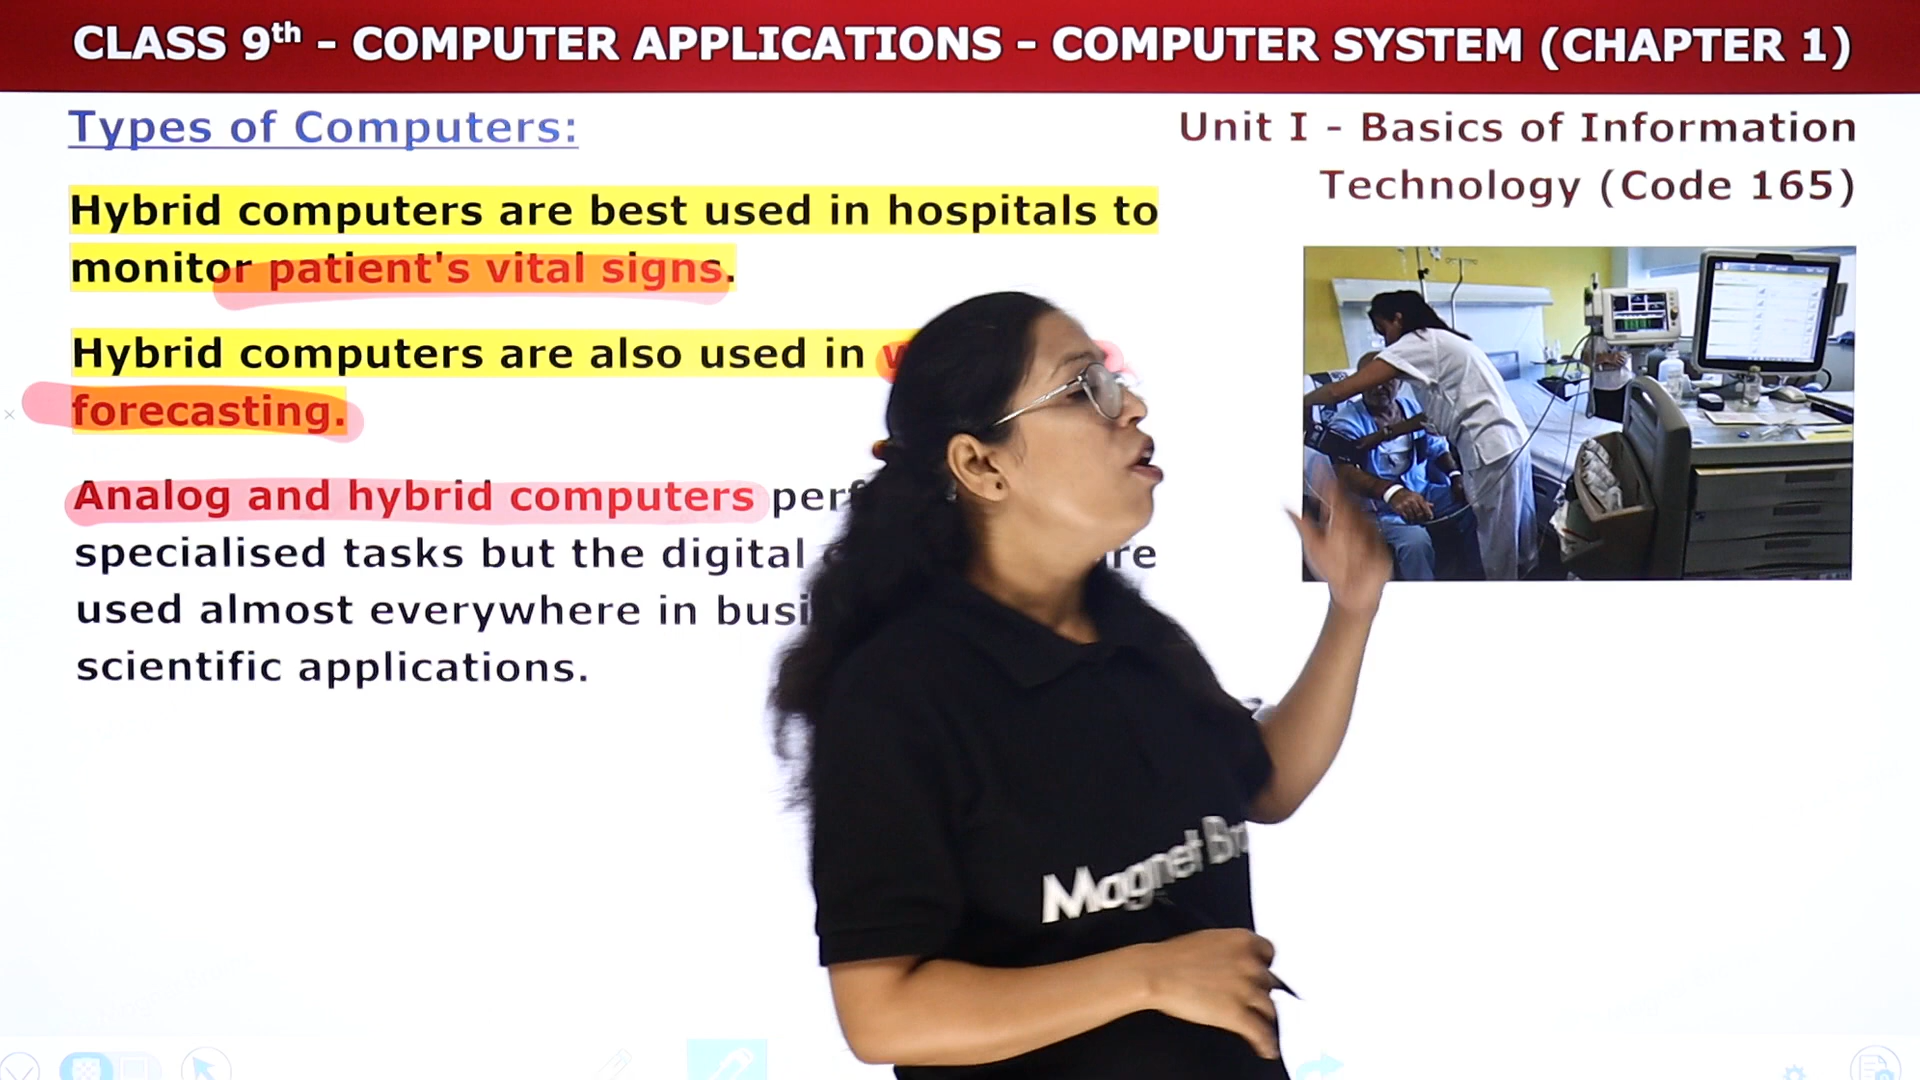 CLASS 9th - COMPUTER APPLICATIONS - COMPUTER SYSTEM (CHAPTER 1)
Types of Computers:
Unit I - Basics of Information
Technology (Code 165)
Hybrid computers are best used in hospitals to
monitor patient's vital signs.
Hybrid computers are also used in
forecasting.
Analog and hybrid computers
specialised tasks but the digital
used almost everywhere in
scientific applications.
Magnet